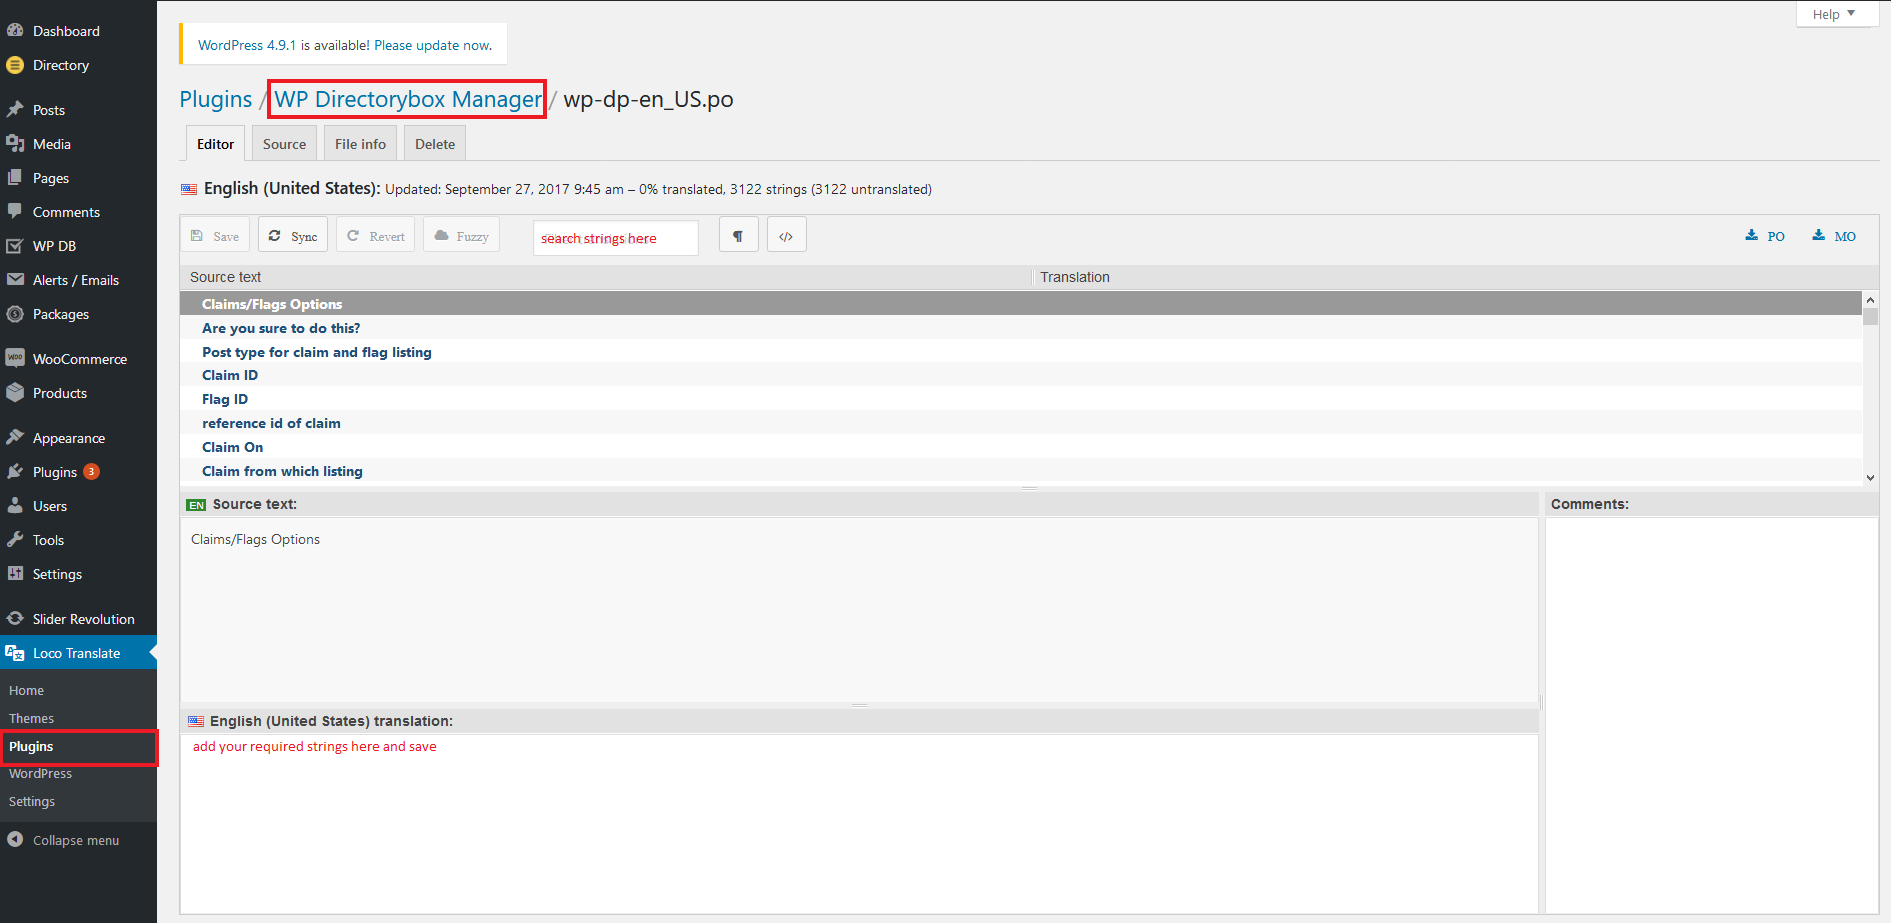 Help
Dashboard
Directory
Posts
Media
Pages
Comments
WP DB
Alerts / Emails
Packages
WOO WooCommerce
Products
Appearance
Plugins 3
Users
Tools
Settings
Slider Revolution
Loco Translate
Home
Themes
Plugins
WordPress
Settings
Collapse menu
WordPress 4.9.1 is available! Please update now.
Plugins / WP Directorybox Manager / wp-dp-en_US.po
Editor Source File info Delete
English (United States): Updated: September 27, 2017 9:45 am – 0% translated, 3122 strings (3122 untranslated)
Save Sync Revert Fuzzy search strings here ¶ </> PO MO
Source text Translation
Claims/Flags Options
Are you sure to do this?
Post type for claim and flag listing
Claim ID
Flag ID
reference id of claim
Claim On
Claim from which listing
EN Source text:
Claims/Flags Options
Comments:
English (United States) translation:
add your required strings here and save